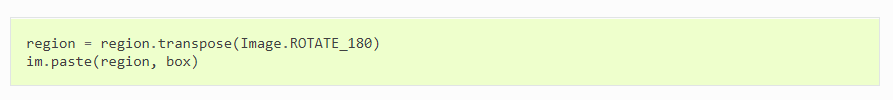 region = region.transpose(Image.ROTATE_180)
im.paste(region, box)